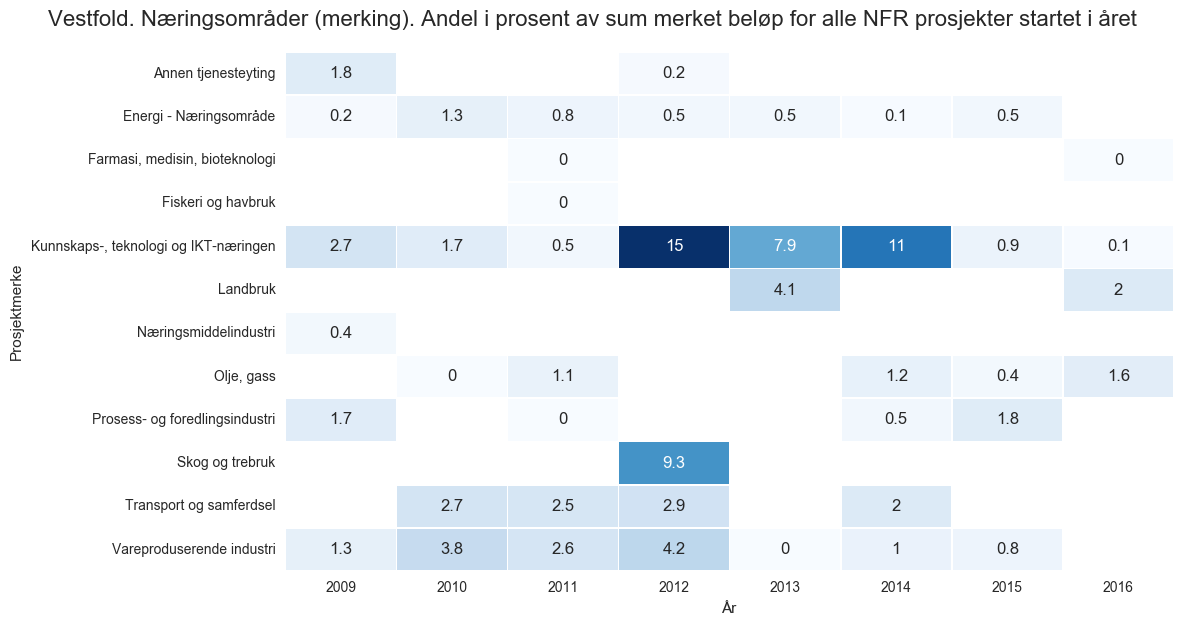 Vestfold. Næringsområder (merking). Andel i prosent av sum merket beløp for alle NFR prosjekter startet i året
Annen tjenesteyting 1.8 0.2
Energi - Næringsområde 0.2 1.3 0.8 0.5 0.5 0.1 0.5
Farmasi, medisin, bioteknologi 0 0
Fiskeri og havbruk 0
Kunnskaps-, teknologi og IKT-næringen 2.7 1.7 0.5 15 7.9 11 0.9 0.1
Landbruk 4.1 2
Næringsmiddelindustri 0.4
Olje, gass 0 1.1 1.2 0.4 1.6
Prosess- og foredlingsindustri 1.7 0 0.5 1.8
Skog og trebruk 9.3
Transport og samferdsel 2.7 2.5 2.9 2
Vareproduserende industri 1.3 3.8 2.6 4.2 0 1 0.8
2009 2010 2011 2012 2013 2014 2015 2016
År
Prosjektmerke